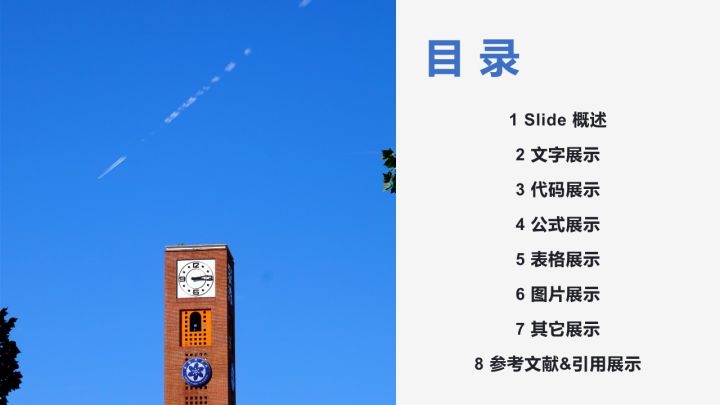 目 录
1 Slide 概述
2 文字展示
3 代码展示
4 公式展示
5 表格展示
6 图片展示
7 其它展示
8 参考文献&引用展示